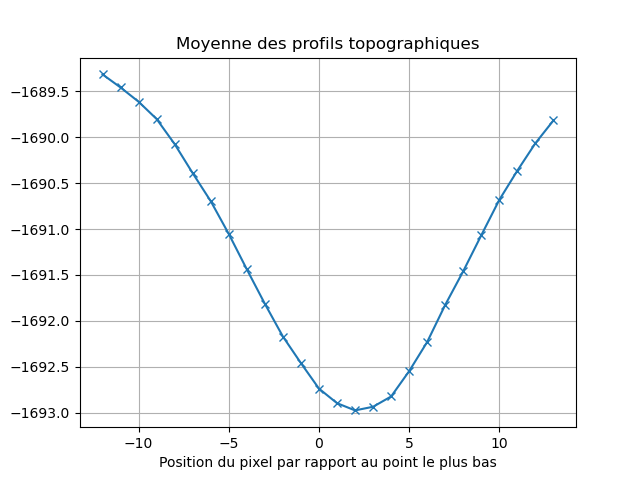 Moyenne des profils topographiques
−1689.5
−1690.0
−1690.5
−1691.0
−1691.5
−1692.0
−1692.5
−1693.0
−10 −5 0 5 10
Position du pixel par rapport au point le plus bas